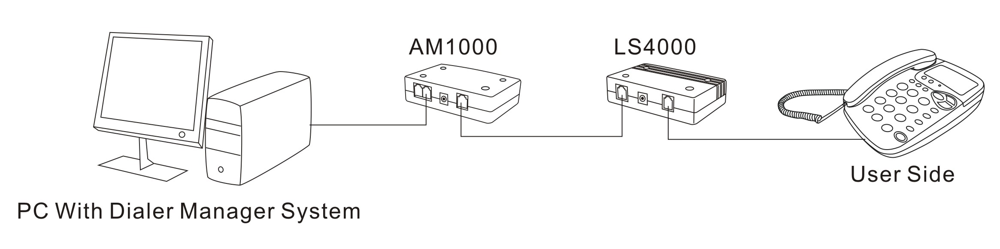 AM1000
LS4000
User Side
PC With Dialer Manager System